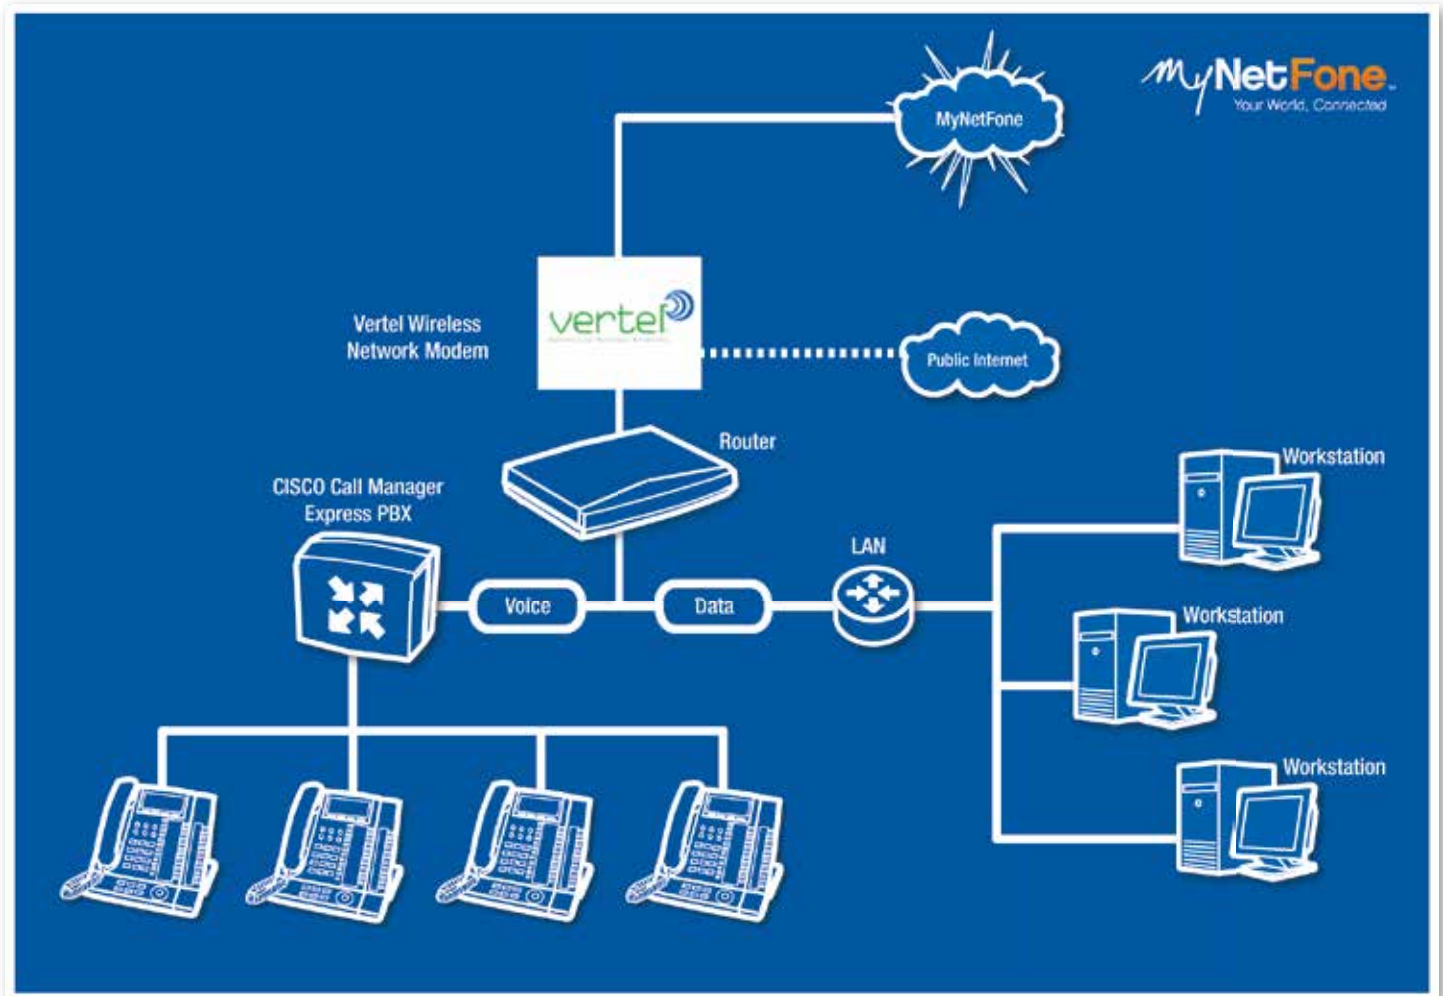 MyNetFone
Your World, Connected
MyNetFone
vertel
Vertel Wireless
Network Modem
Public Internet
Router
Workstation
CISCO Call Manager
Express PBX
LAN
Voice
Data
Workstation
Workstation